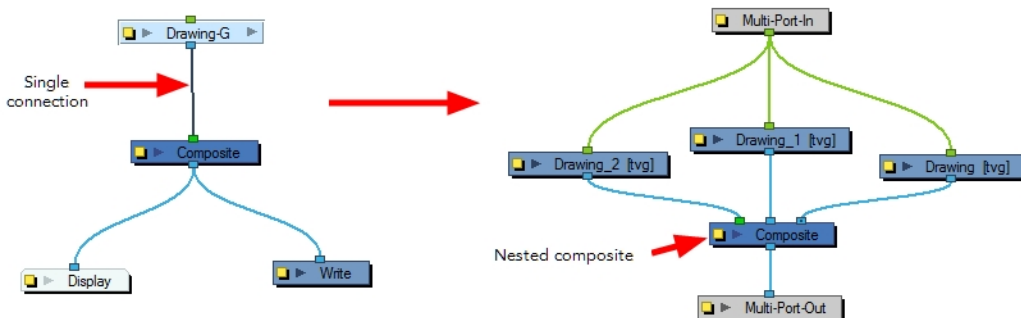 Drawing-G
Single
connection
Composite
Display
Write
Multi-Port-In
Drawing_2 [tvg]
Drawing_1 [tvg]
Drawing [tvg]
Nested composite
Composite
Multi-Port-Out